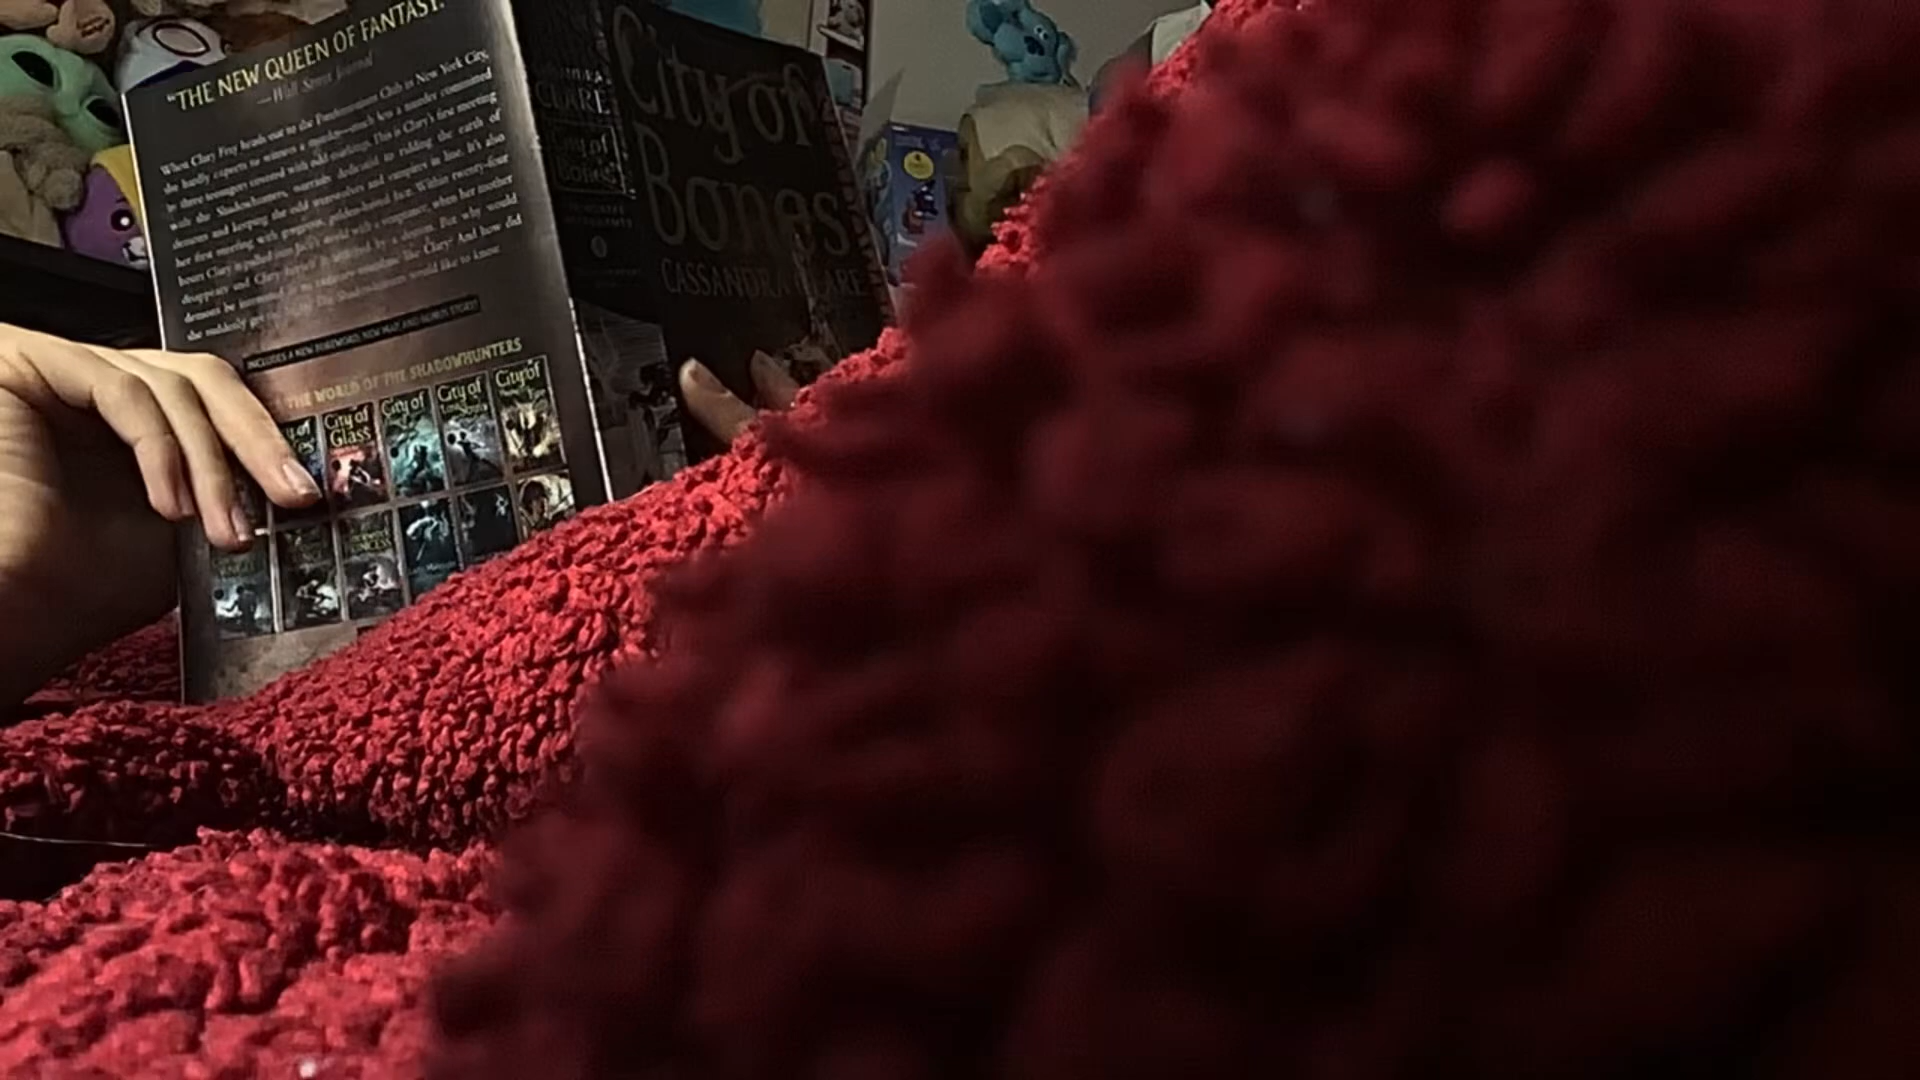 "THE NEW QUEEN OF FANTASY."
—Wall Street Journal
When Clary Fray heads out to the Pandemonium Club in New York City,
she hardly expects to witness a murder—much less a murder committed
by three teenagers covered with odd markings. This is Clary's first meeting
with the Shadowhunters, warriors dedicated to ridding the earth of
demons and keeping the odd werewolves and vampires in line. It's also
her first meeting with gorgeous, golden-haired Jace. Within twenty-four
hours Clary is pulled into Jace's world with a vengeance, when her mother
disappears and Clary herself is attacked by a demon. But why would
demons be interested in ordinary mundane like Clary? And how did
she suddenly get the The Shadowhunters would like to know.
INCLUDES A NEW FOREWORD, NEW MAP, AND BONUS STORY!
THE WORLD OF THE SHADOWHUNTERS
City of
Glass
City of
City of
Lost Souls
City of
PRINCESS
CLARE
City of
Bones
City of
Bones
CASSANDRA CLARE